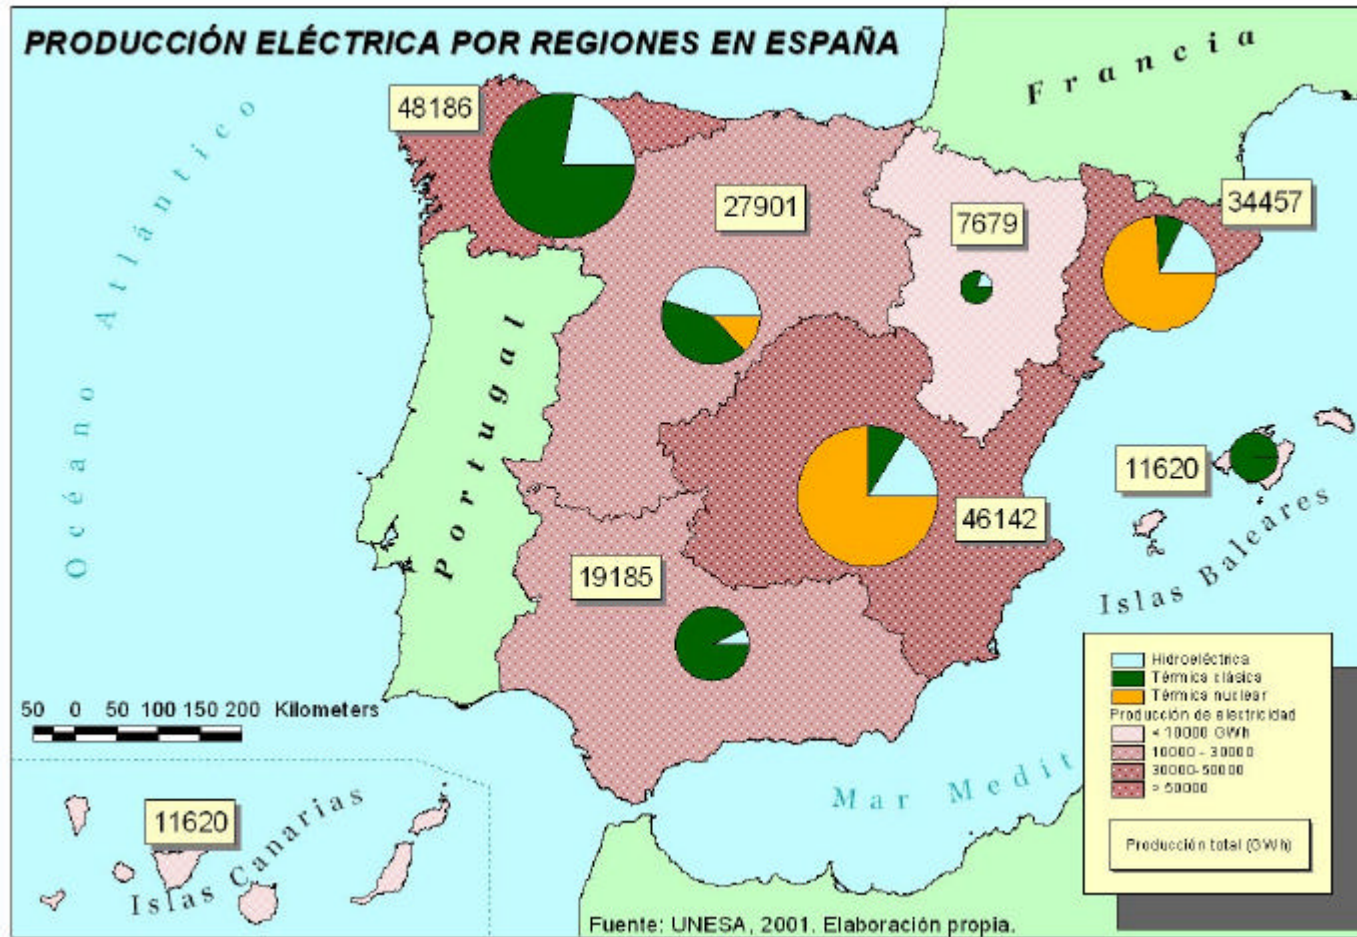 PRODUCCIÓN ELÉCTRICA POR REGIONES EN ESPAÑA
Francia
48186
27901
7679
34457
Océano Atlántico
Portugal
11620
46142
19185
Islas Baleares
Hidroeléctrica
Térmica clásica
Térmica nuclear
Producción de electricidad
< 10000 GWh
10000 - 30000
30000-50000
> 50000
Producción total (GWh)
50 0 50 100 150 200 Kilometers
Mar Medit
11620
Islas Canarias
Fuente: UNESA, 2001. Elaboración propia.